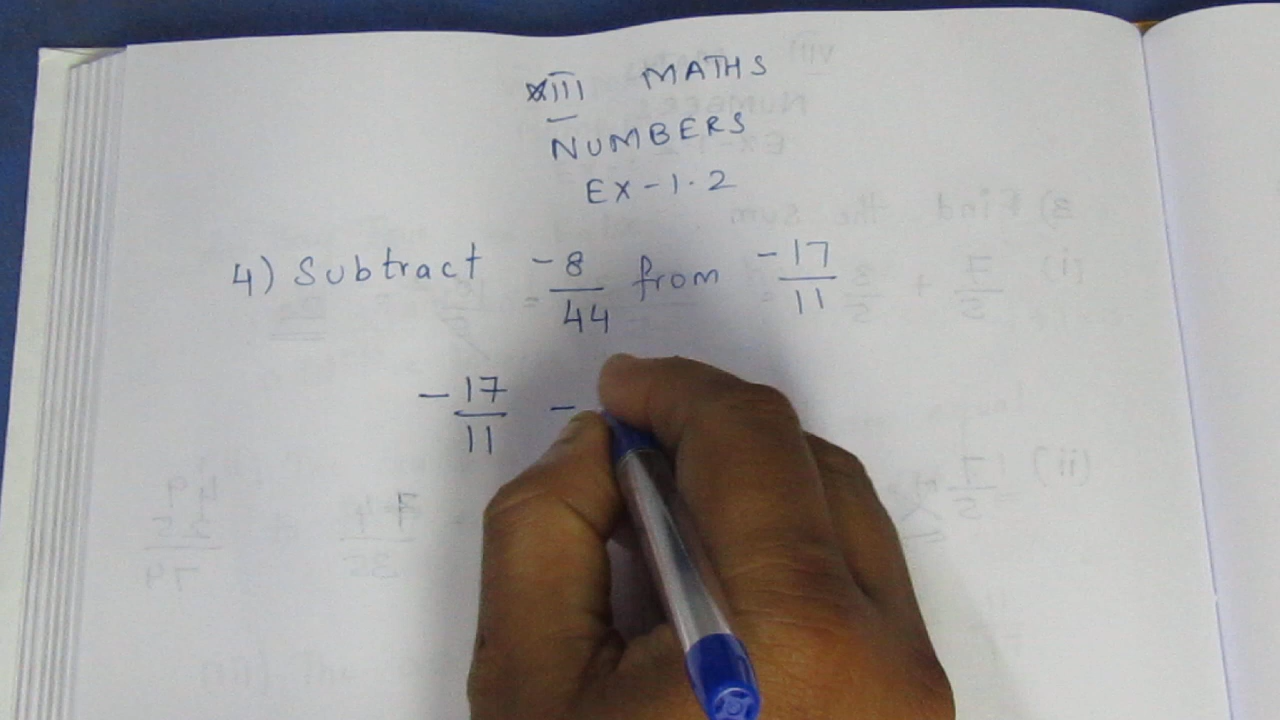 VIII MATHS
NUMBERS
EX-1.2
4) Subtract -8/44 from -17/11
-17/11 -